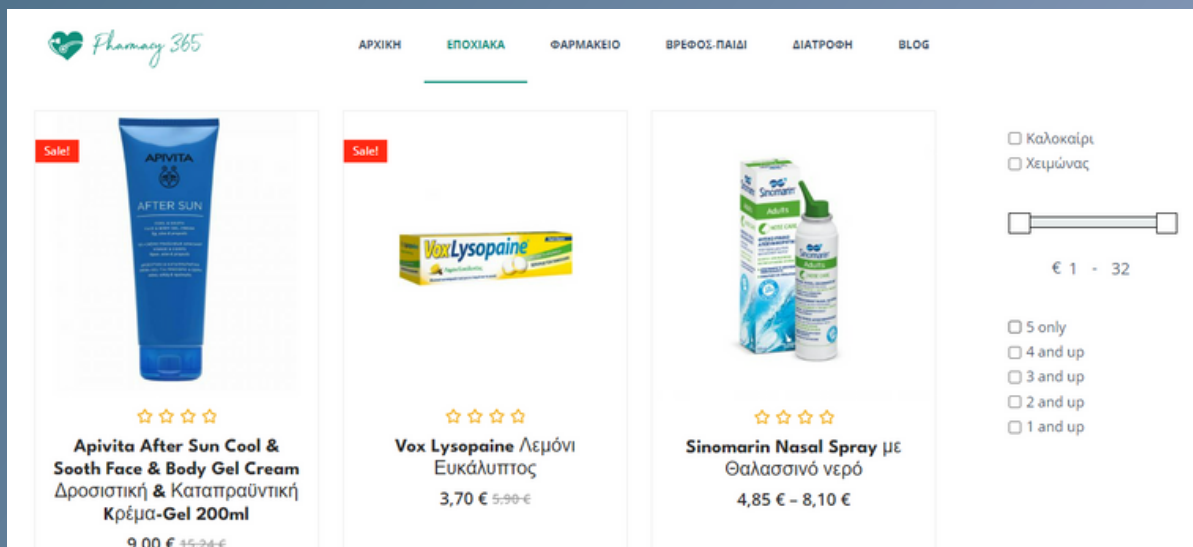 Pharmacy 365
ΑΡΧΙΚΗ
ΕΠΟΧΙΑΚΑ
ΦΑΡΜΑΚΕΙΟ
ΒΡΕΦΟΣ-ΠΑΙΔΙ
ΔΙΑΤΡΟΦΗ
BLOG
Sale!
APIVITA
AFTER SUN
Apivita After Sun Cool &
Sooth Face & Body Gel Cream
Δροσιστική & Καταπραϋντική
Κρέμα-Gel 200ml
9,00 € 15,24 €
Sale!
VoxLysopaine
Vox Lysopaine Λεμόνι
Ευκάλυπτος
3,70 € 5,90 €
Sinomarin
Adults
Sinomarin
Adults
Sinomarin Nasal Spray με
Θαλασσινό νερό
4,85 € – 8,10 €
Καλοκαίρι
Χειμώνας
€ 1 - 32
5 only
4 and up
3 and up
2 and up
1 and up